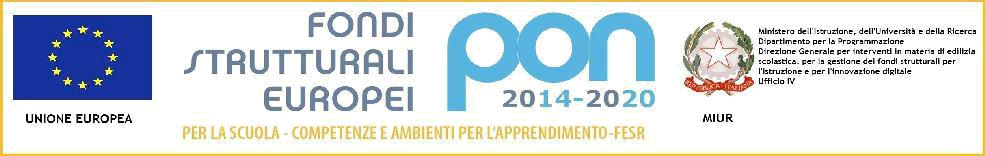 UNIONE EUROPEA
FONDI
STRUTTURALI
EUROPEI
pon
2014-2020
PER LA SCUOLA - COMPETENZE E AMBIENTI PER L'APPRENDIMENTO-FESR
REPUBBLICA ITALIANA
MIUR
Ministero dell'Istruzione, dell'Università e della Ricerca
Dipartimento per la Programmazione
Direzione Generale per interventi in materia di edilizia
scolastica, per la gestione dei fondi strutturali per
l'istruzione e per l'innovazione digitale
Ufficio IV